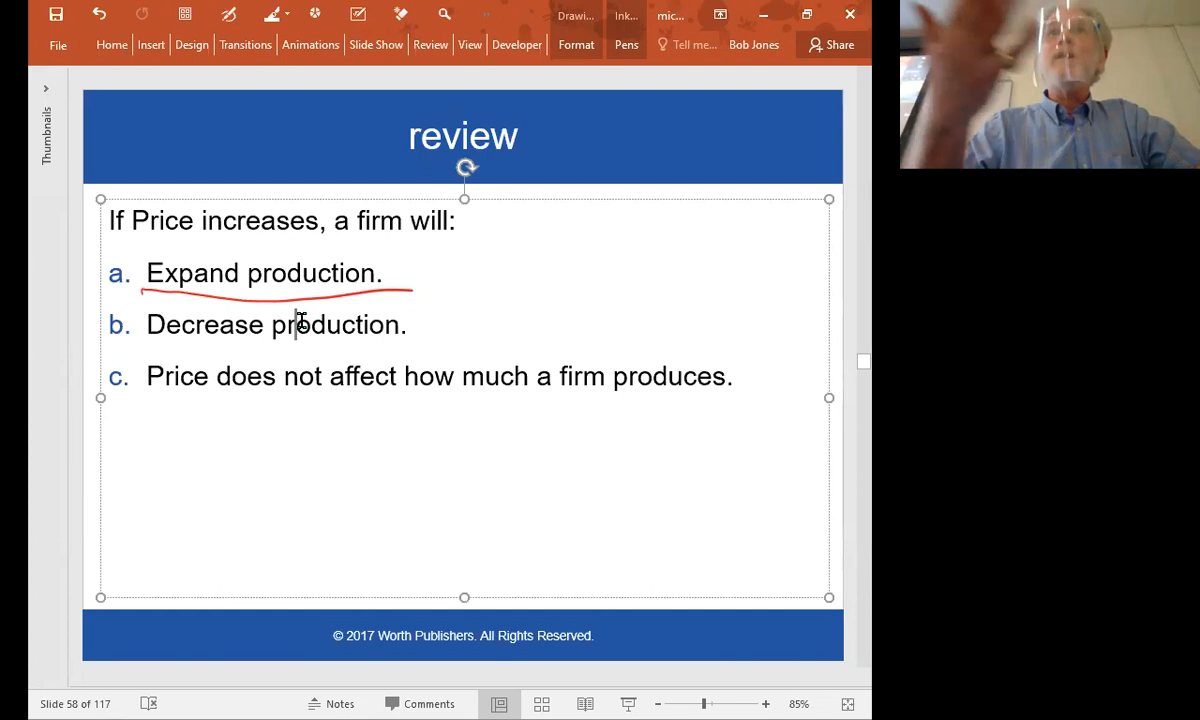 Drawi...
Ink...
mic...
File
Home
Insert
Design
Transitions
Animations
Slide Show
Review
View
Developer
Format
Pens
Tell me...
Bob Jones
Share
Thumbnails
review
If Price increases, a firm will:
a. Expand production.
b. Decrease production.
c. Price does not affect how much a firm produces.
© 2017 Worth Publishers. All Rights Reserved.
Slide 58 of 117
Notes
Comments
85%